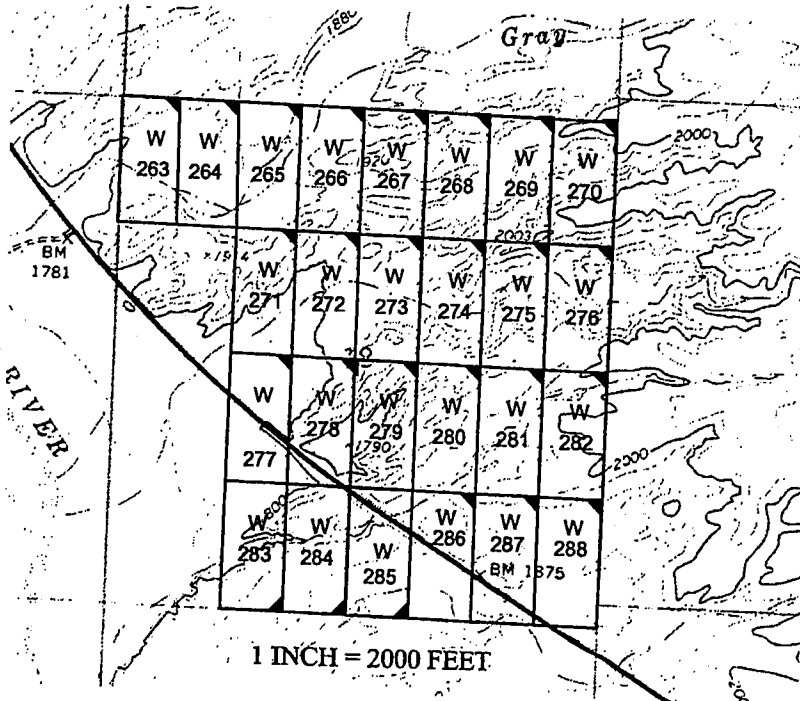 1880
Gray
2000
W W W W W W W W
263 264 265 266 267 268 269 270
1920
2003
BM
1781
W W W W W W
271 272 273 274 275 276
RIVER
W W W W W W
277 278 279 280 281 282
1790
2000
1800
W W W W W W
283 284 285 286 287 288
BM 1875
1 INCH = 2000 FEET